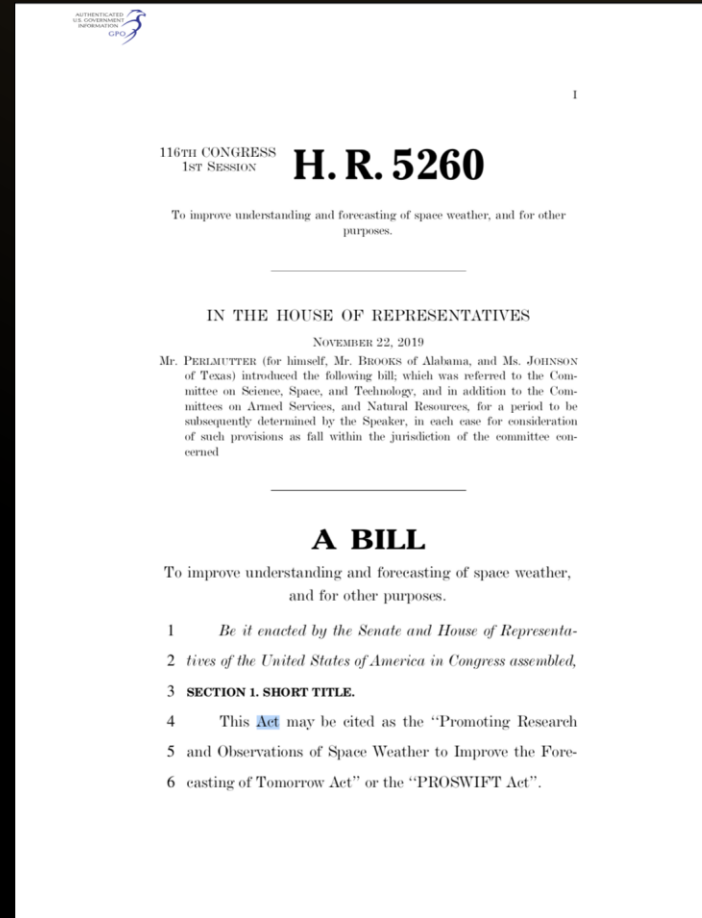 AUTHENTICATED
U.S. GOVERNMENT
INFORMATION
GPO
I
116TH CONGRESS
1ST SESSION
H. R. 5260
To improve understanding and forecasting of space weather, and for other
purposes.
IN THE HOUSE OF REPRESENTATIVES
NOVEMBER 22, 2019
Mr. PERLMUTTER (for himself, Mr. BROOKS of Alabama, and Ms. JOHNSON
of Texas) introduced the following bill; which was referred to the Com-
mittee on Science, Space, and Technology, and in addition to the Com-
mittees on Armed Services, and Natural Resources, for a period to be
subsequently determined by the Speaker, in each case for consideration
of such provisions as fall within the jurisdiction of the committee con-
cerned
A BILL
To improve understanding and forecasting of space weather,
and for other purposes.
1 Be it enacted by the Senate and House of Representa-
2 tives of the United States of America in Congress assembled,
3 SECTION 1. SHORT TITLE.
4 This Act may be cited as the ‘‘Promoting Research
5 and Observations of Space Weather to Improve the Fore-
6 casting of Tomorrow Act’’ or the ‘‘PROSWIFT Act’’.